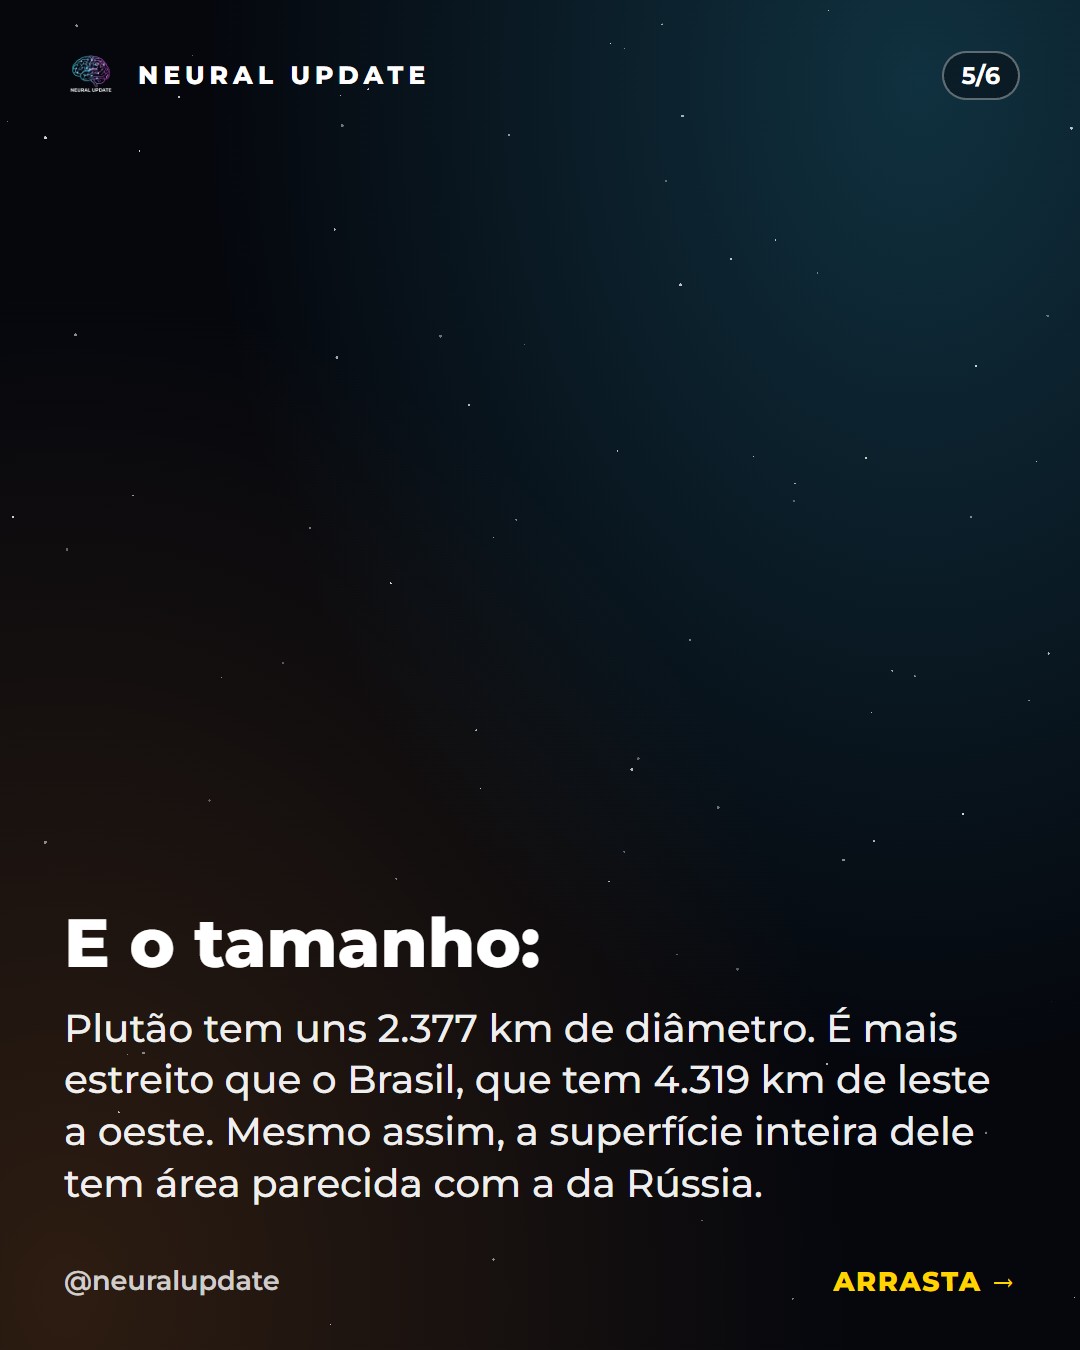 NEURAL UPDATE
NEURAL UPDATE
5/6
E o tamanho:
Plutão tem uns 2.377 km de diâmetro. É mais
estreito que o Brasil, que tem 4.319 km de leste
a oeste. Mesmo assim, a superfície inteira dele
tem área parecida com a da Rússia.
@neuralupdate
ARRASTA →